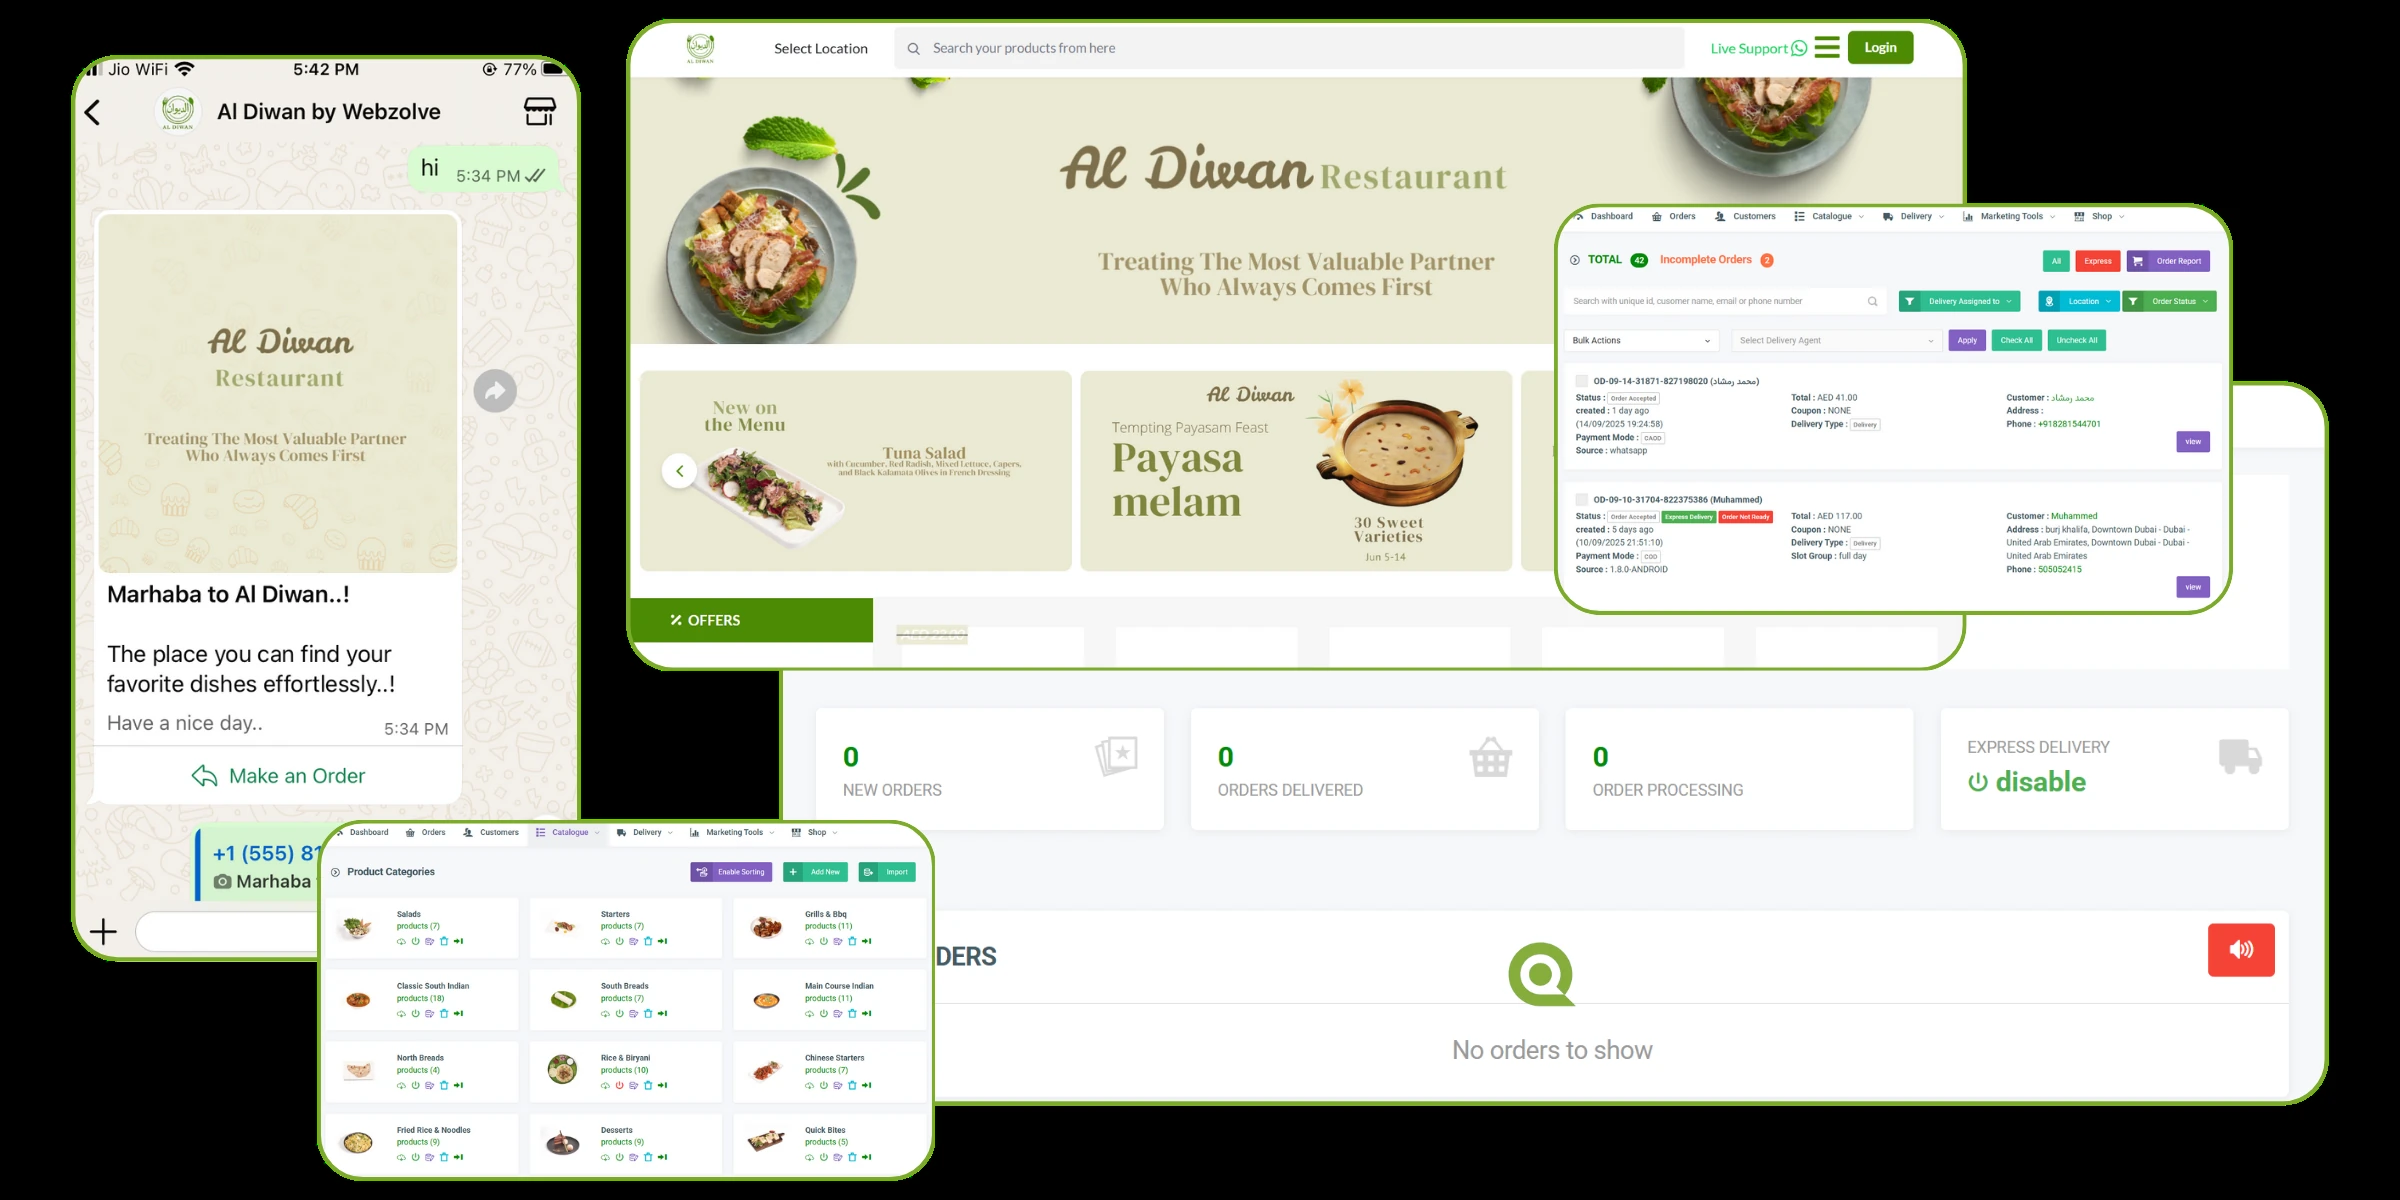 Jio WiFi 5:42 PM 77%
Al Diwan by Webzolve
hi 5:34 PM
Al Diwan
Restaurant
Treating The Most Valuable Partner
Who Always Comes First
Marhaba to Al Diwan..!
The place you can find your
favorite dishes effortlessly..!
Have a nice day.. 5:34 PM
Make an Order
+1 (555) 81
Marhaba
الديوان
AL DIWAN
Select Location
Search your products from here
Live Support
Login
Al Diwan Restaurant
Treating The Most Valuable Partner
Who Always Comes First
New on
the Menu
Tuna Salad
with Cucumber, Red Radish, Mixed Lettuce, Capers,
and Black Kalamata Olives in French Dressing
Al Diwan
Tempting Payasam Feast
Payasa
melam
30 Sweet
Varieties
Jun 5-14
OFFERS
AED 22.00
Dashboard Orders Customers Catalogue Delivery Marketing Tools Shop
TOTAL 42 Incomplete Orders 2
All Express Order Report
Search with unique id, cusomer name, email or phone number
Delivery Assigned to Location Order Status
Bulk Actions Select Delivery Agent Apply Check All Uncheck All
OD-09-14-31871-827198020 (محمد رمشاد)
Status : Order Accepted Total : AED 41.00 Customer : محمد رمشاد
created : 1 day ago Coupon : NONE Address :
(14/09/2025 19:24:58) Delivery Type : Delivery Phone : +918281544701
Payment Mode : CAOD
view
Source : whatsapp
OD-09-10-31704-822375386 (Muhammed)
Status : Order Accepted Express Delivery Order Not Ready Total : AED 117.00 Customer : Muhammed
created : 5 days ago Coupon : NONE Address : burj khalifa, Downtown Dubai - Dubai -
(10/09/2025 21:51:10) Delivery Type : Delivery United Arab Emirates, Downtown Dubai - Dubai -
Payment Mode : COD Slot Group : full day United Arab Emirates
Source : 1.8.0-ANDROID Phone : 505052415
view
0
NEW ORDERS
0
ORDERS DELIVERED
0
ORDER PROCESSING
EXPRESS DELIVERY
disable
DERS
No orders to show
Dashboard Orders Customers Catalogue Delivery Marketing Tools Shop
Product Categories
Enable Sorting Add New Import
Salads Starters Grills & Bbq
products (7) products (7) products (11)
Classic South Indian South Breads Main Course Indian
products (18) products (7) products (11)
North Breads Rice & Biryani Chinese Starters
products (4) products (10) products (7)
Fried Rice & Noodles Desserts Quick Bites
products (9) products (9) products (5)